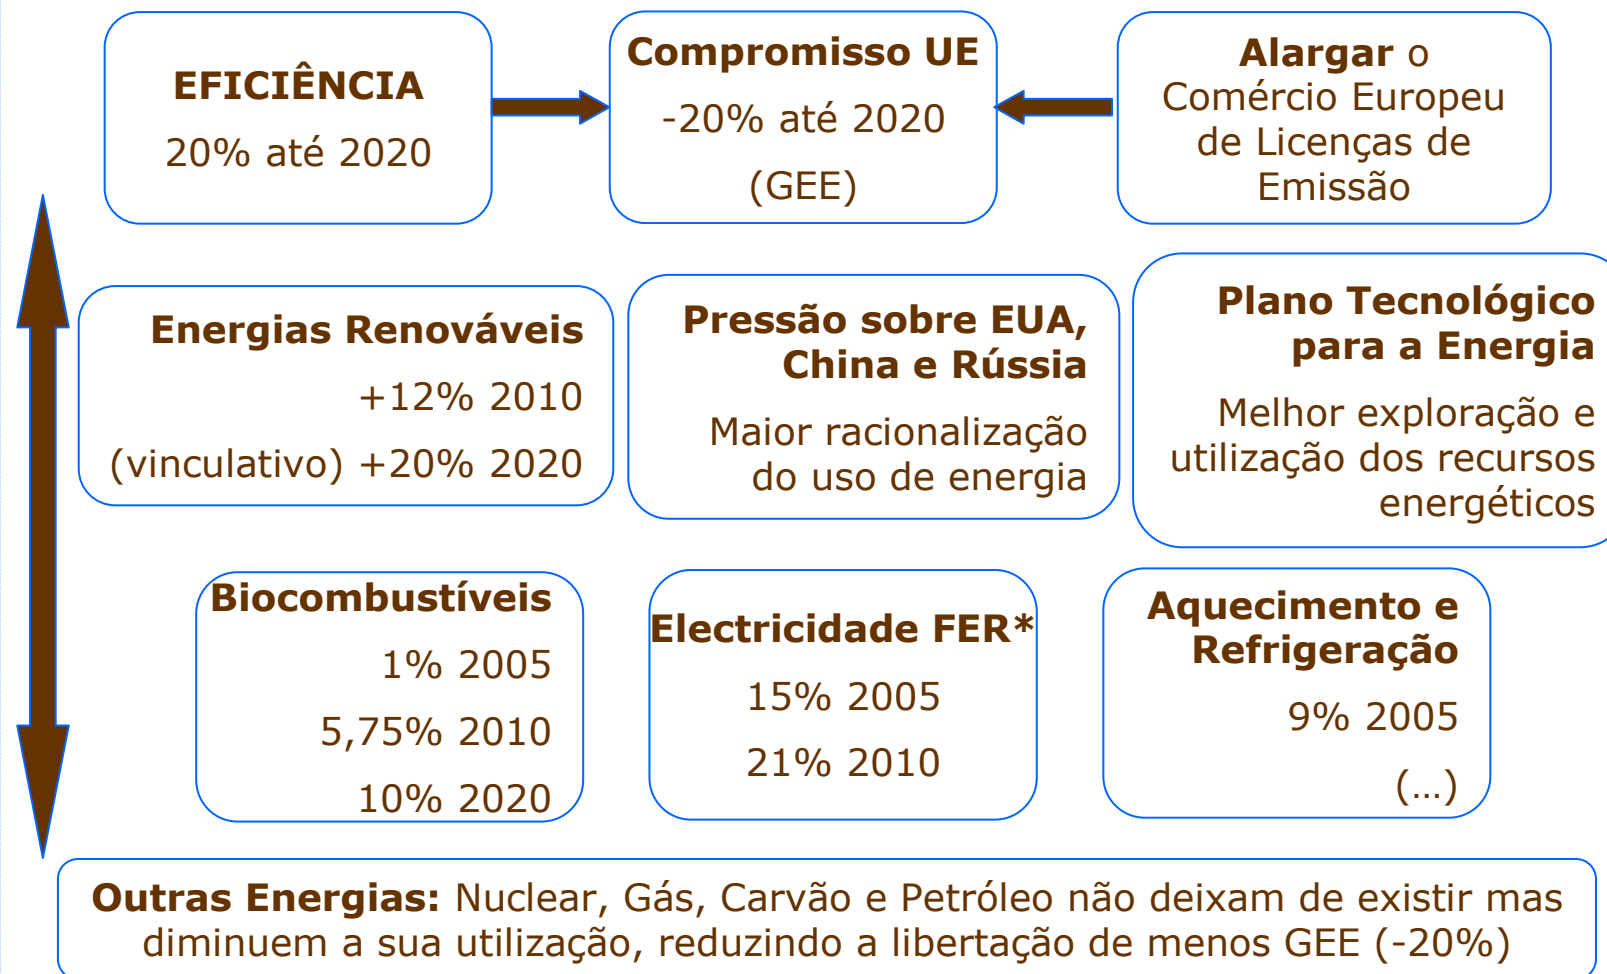 EFICIÊNCIA
20% até 2020
Compromisso UE
-20% até 2020
(GEE)
Alargar o
Comércio Europeu
de Licenças de
Emissão
Energias Renováveis
+12% 2010
(vinculativo) +20% 2020
Pressão sobre EUA,
China e Rússia
Maior racionalização
do uso de energia
Plano Tecnológico
para a Energia
Melhor exploração e
utilização dos recursos
energéticos
Biocombustíveis
1% 2005
5,75% 2010
10% 2020
Electricidade FER*
15% 2005
21% 2010
Aquecimento e
Refrigeração
9% 2005
(…)
Outras Energias: Nuclear, Gás, Carvão e Petróleo não deixam de existir mas
diminuem a sua utilização, reduzindo a libertação de menos GEE (-20%)